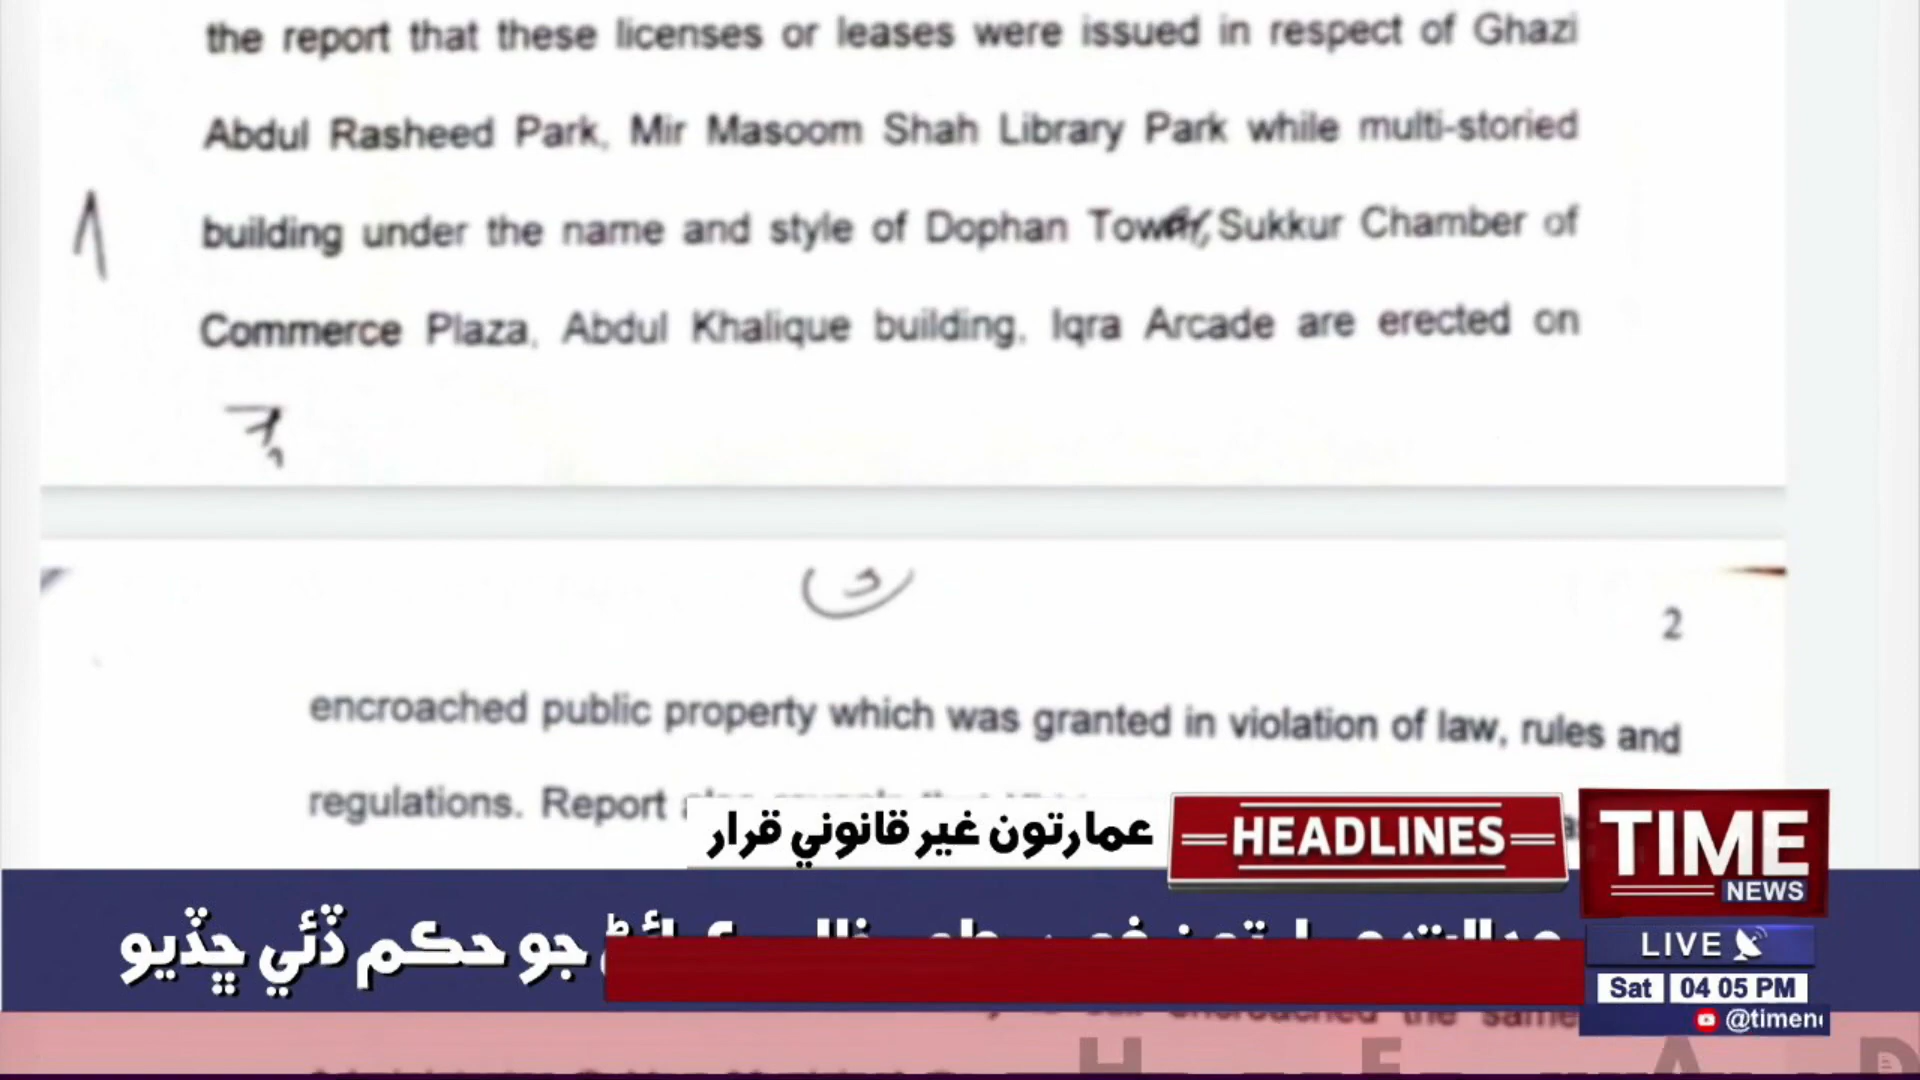 the report that these licenses or leases were issued in respect of Ghazi
Abdul Rasheed Park, Mir Masoom Shah Library Park while multi-storied
building under the name and style of Dophan Tower, Sukkur Chamber of
Commerce Plaza, Abdul Khalique building, Iqra Arcade are erected on
2
encroached public property which was granted in violation of law, rules and
regulations. Report
عمارتون غير قانوني قرار
HEADLINES
TIME
NEWS
جو حڪم ڏئي ڇڏيو
LIVE
Sat 04 05 PM
@timen
encroached the same
H E A D